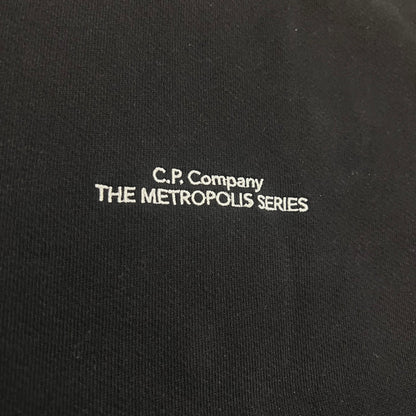 C.P. Company
THE METROPOLIS SERIES